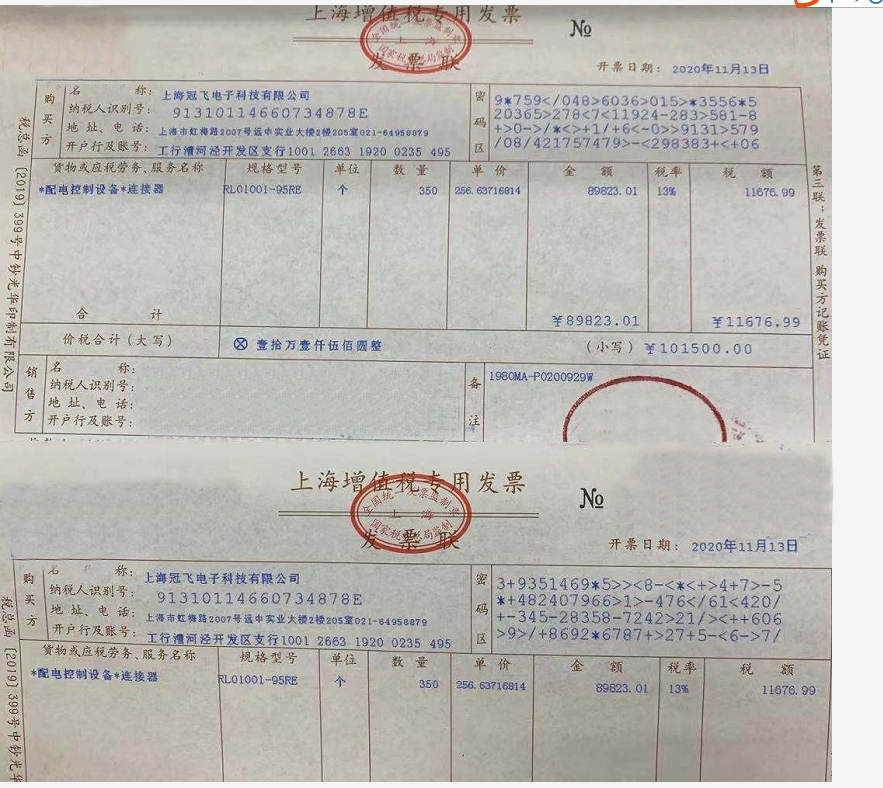 上海增值税专用发票
发票联
№
全国统一发票监制章
上海
开票日期: 2020年11月13日
购买方
名称: 上海冠飞电子科技有限公司
纳税人识别号: 91310114660734878E
地址、电话: 上海市虹梅路2007号远中实业大楼2楼205室021-64958879
开户行及账号: 工行漕河泾开发区支行1001 2663 1920 0235 495
密码区
9*759</048>6036>015>*3556*5
20365>278<7<11924-283>581-8
+>0->/*<>+1/+6<-0>>9131>579
/08/421757479>-<298383+<+06
货物或应税劳务、服务名称 规格型号 单位 数量 单价 金额 税率 税额
*配电控制设备*连接器 RL01001-95RE 个 350 256.63716814 89823.01 13% 11676.99
合计 ¥89823.01 ¥11676.99
价税合计(大写) ⊗壹拾万壹仟伍佰圆整 (小写) ¥101500.00
销售方
名称:
纳税人识别号:
地址、电话:
开户行及账号:
备注
1980MA-P0200929W
税总函 [2019] 399号中钞光华印制有限公司
第三联:发票联 购买方记账凭证
上海增值税专用发票
发票联
№
全国统一发票监制章
上海
开票日期: 2020年11月13日
购买方
名称: 上海冠飞电子科技有限公司
纳税人识别号: 91310114660734878E
地址、电话: 上海市虹梅路2007号远中实业大楼2楼205室021-64958879
开户行及账号: 工行漕河泾开发区支行1001 2663 1920 0235 495
密码区
3+9351469*5>><8-<*<+>4+7>-5
*+482407966>1>-476</61<420/
+-345-28358-7242>21/><++606
>9>/+8692*6787+>27+5-<6->7/
货物或应税劳务、服务名称 规格型号 单位 数量 单价 金额 税率 税额
*配电控制设备*连接器 RL01001-95RE 个 350 256.63716814 89823.01 13% 11676.99
税总函 [2019] 399号中钞光华